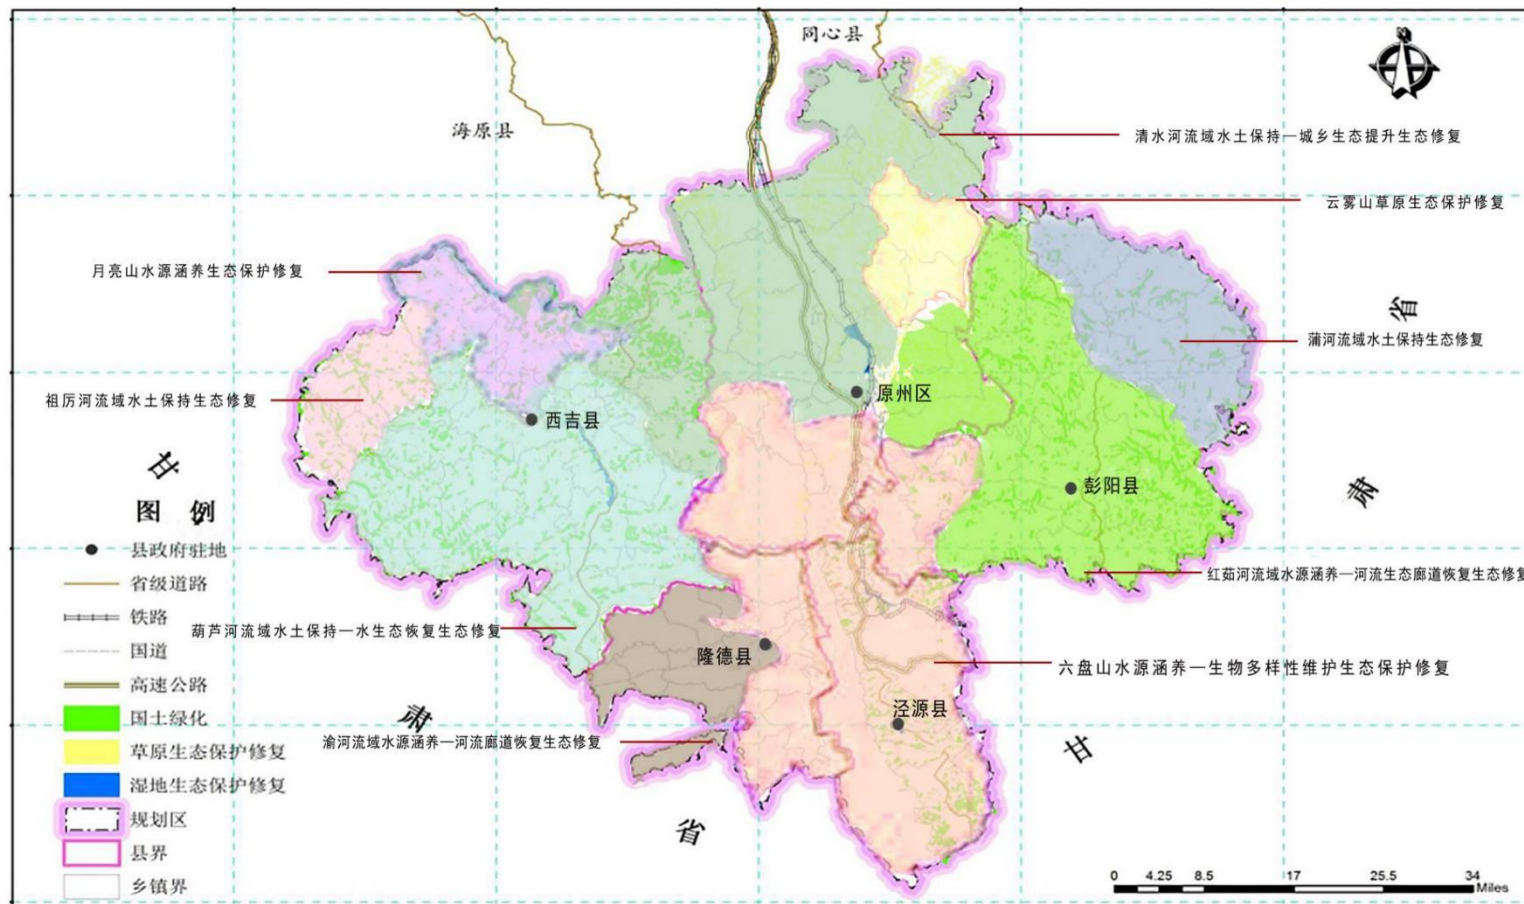 同心县
海原县
清水河流域水土保持—城乡生态提升生态修复
云雾山草原生态保护修复
月亮山水源涵养生态保护修复
省
蒲河流域水土保持生态修复
祖厉河流域水土保持生态修复
原州区
西吉县
甘
彭阳县
肃
图 例
县政府驻地
省级道路
铁路
国道
高速公路
国土绿化
草原生态保护修复
湿地生态保护修复
规划区
县界
乡镇界
红茹河流域水源涵养—河流生态廊道恢复生态修复
葫芦河流域水土保持—水生态恢复生态修复
隆德县
六盘山水源涵养—生物多样性维护生态保护修复
泾源县
肃
渝河流域水源涵养—河流廊道恢复生态修复
甘
省
0 4.25 8.5 17 25.5 34
Miles